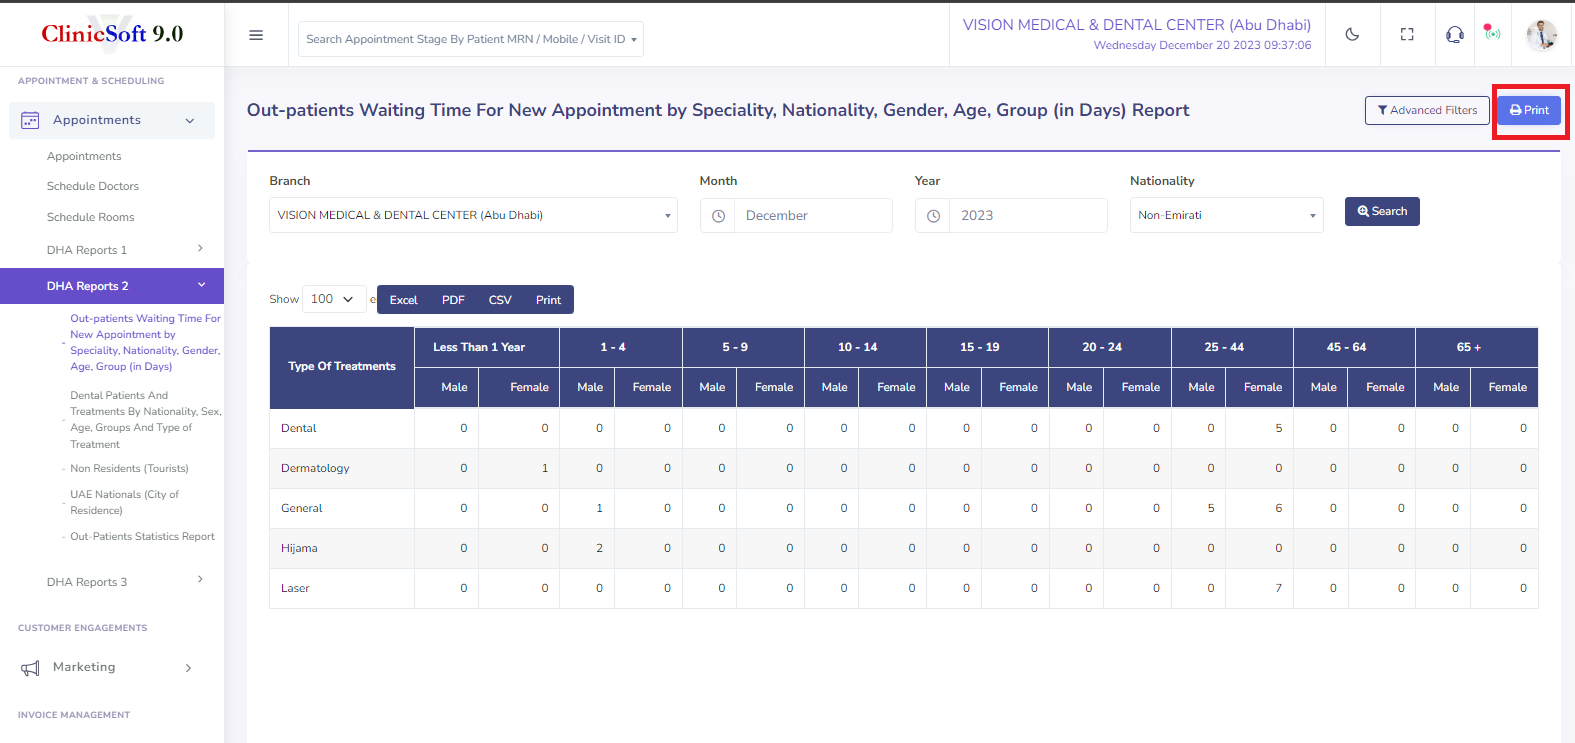 ClinicSoft 9.0
Search Appointment Stage By Patient MRN / Mobile / Visit ID
VISION MEDICAL & DENTAL CENTER (Abu Dhabi)
Wednesday December 20 2023 09:37:06
APPOINTMENT & SCHEDULING
Appointments
Appointments
Schedule Doctors
Schedule Rooms
DHA Reports 1
DHA Reports 2
Out-patients Waiting Time For
New Appointment by
- Speciality, Nationality, Gender,
Age, Group (in Days)
Dental Patients And
Treatments By Nationality, Sex,
- Age, Groups And Type of
Treatment
- Non Residents (Tourists)
UAE Nationals (City of
- Residence)
- Out-Patients Statistics Report
DHA Reports 3
CUSTOMER ENGAGEMENTS
Marketing
INVOICE MANAGEMENT
Out-patients Waiting Time For New Appointment by Speciality, Nationality, Gender, Age, Group (in Days) Report
Advanced Filters
Print
Branch Month Year Nationality
VISION MEDICAL & DENTAL CENTER (Abu Dhabi) December 2023 Non-Emirati Search
Show 100 e Excel PDF CSV Print
Type Of Treatments Less Than 1 Year 1 - 4 5 - 9 10 - 14 15 - 19 20 - 24 25 - 44 45 - 64 65 +
Male Female Male Female Male Female Male Female Male Female Male Female Male Female Male Female Male Female
Dental 0 0 0 0 0 0 0 0 0 0 0 0 0 5 0 0 0 0
Dermatology 0 1 0 0 0 0 0 0 0 0 0 0 0 0 0 0 0 0
General 0 0 1 0 0 0 0 0 0 0 0 0 5 6 0 0 0 0
Hijama 0 0 2 0 0 0 0 0 0 0 0 0 0 0 0 0 0 0
Laser 0 0 0 0 0 0 0 0 0 0 0 0 0 7 0 0 0 0